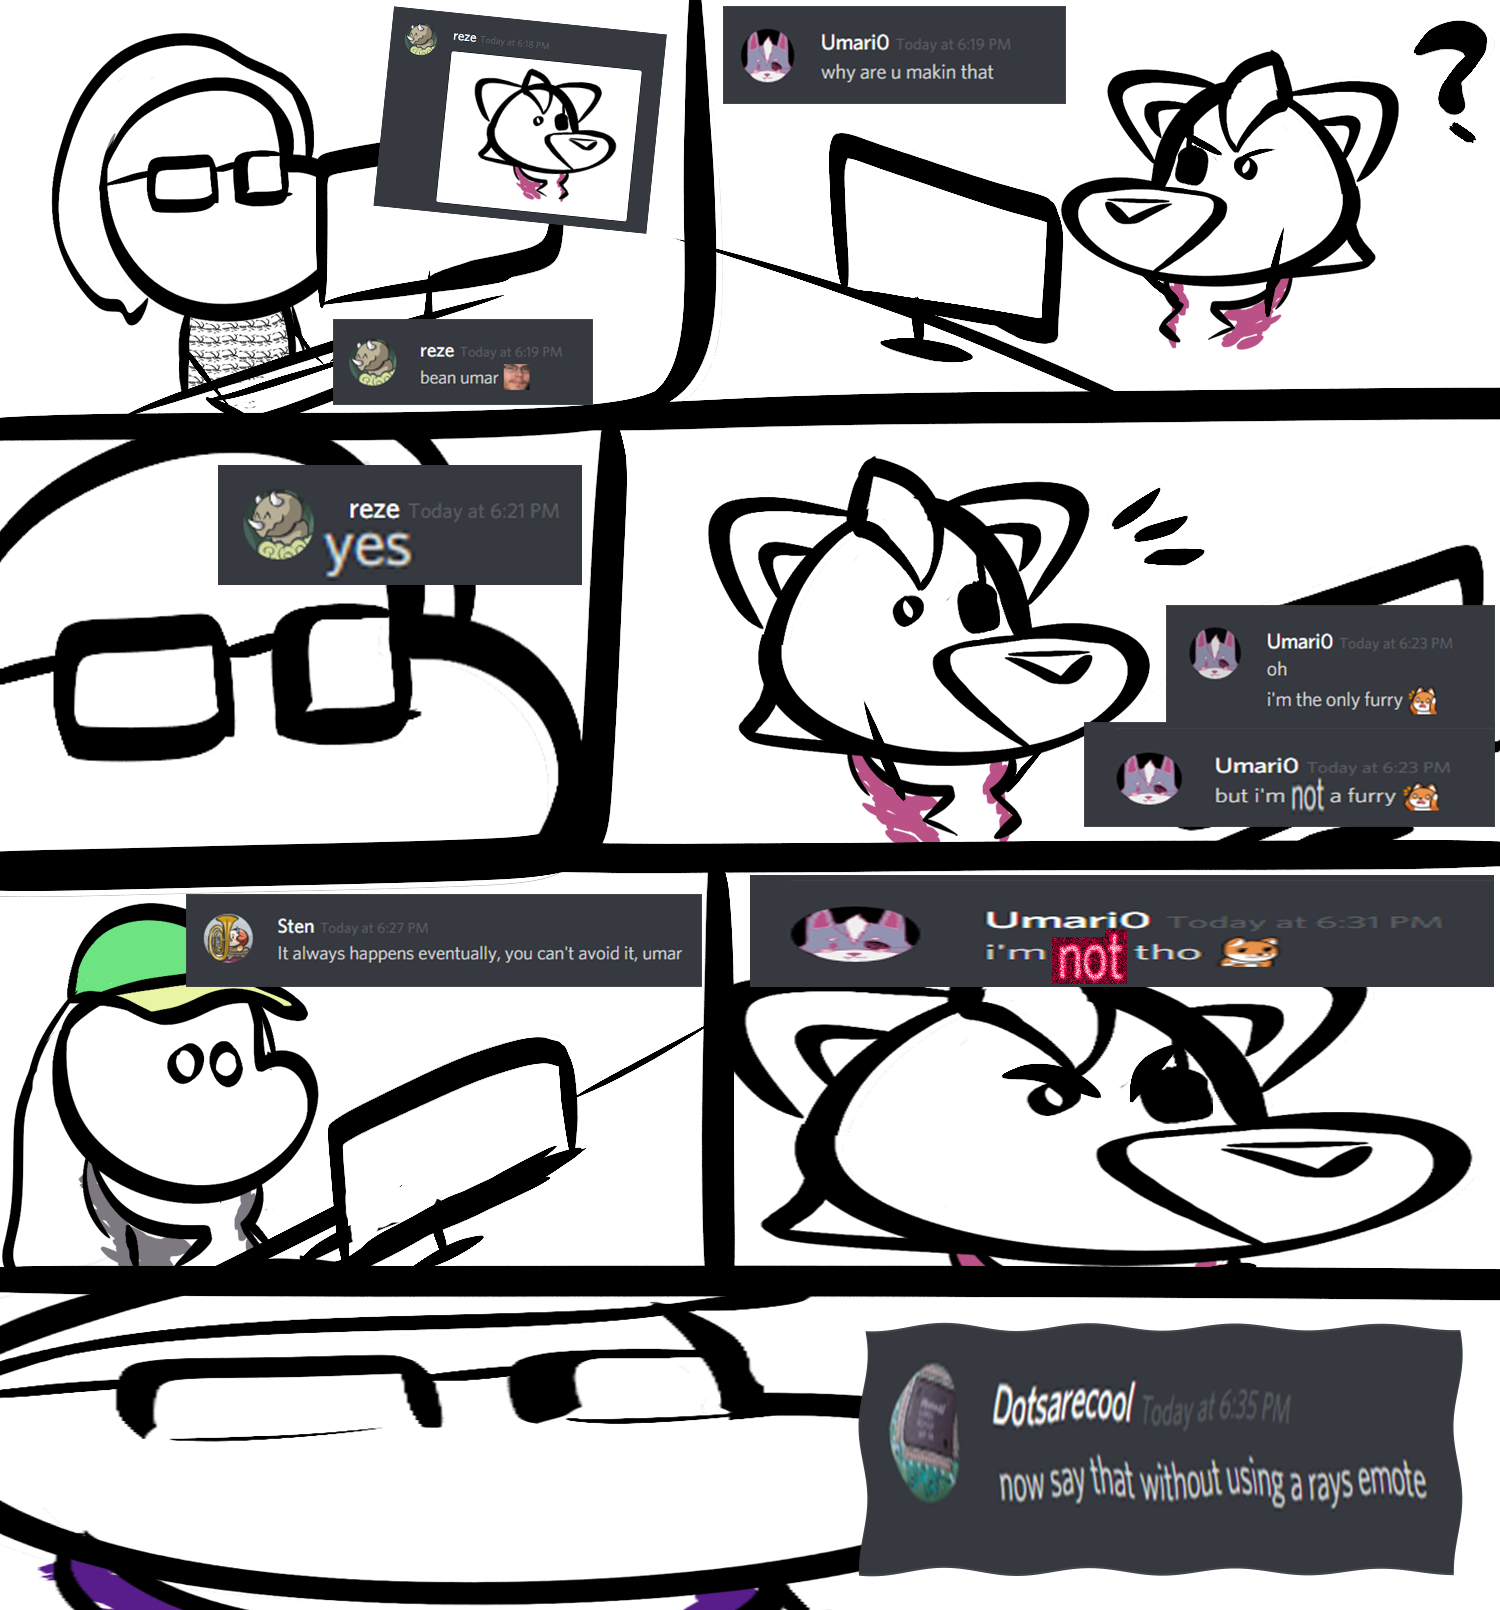 reze Today at 6:18 PM
Umari0 Today at 6:19 PM
why are u makin that
?
reze Today at 6:19 PM
bean umar
reze Today at 6:21 PM
yes
Umari0 Today at 6:23 PM
oh
i'm the only furry
Umari0 Today at 6:23 PM
but i'm not a furry
Sten Today at 6:27 PM
It always happens eventually, you can't avoid it, umar
Umari0 Today at 6:31 PM
i'm not tho
Dotsarecool Today at 6:35 PM
now say that without using a rays emote